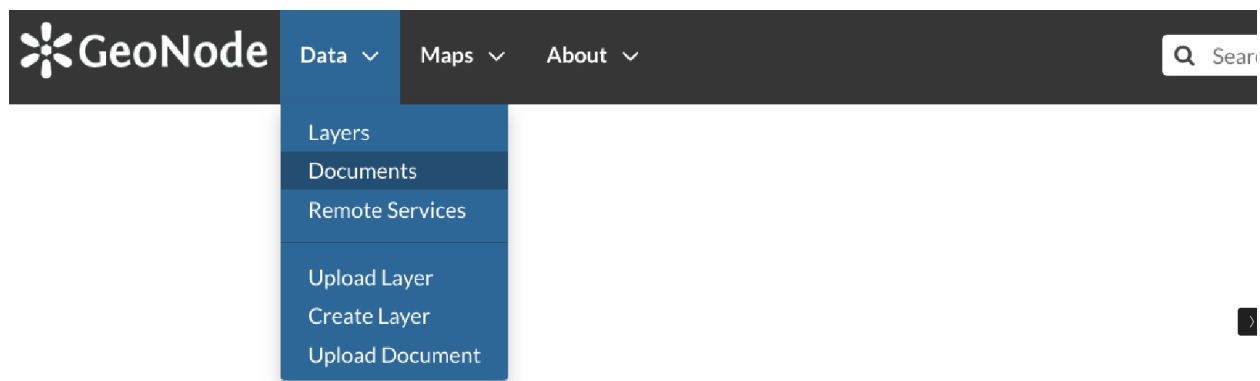 GeoNode Data Maps About Sear
Layers
Documents
Remote Services
Upload Layer
Create Layer
Upload Document